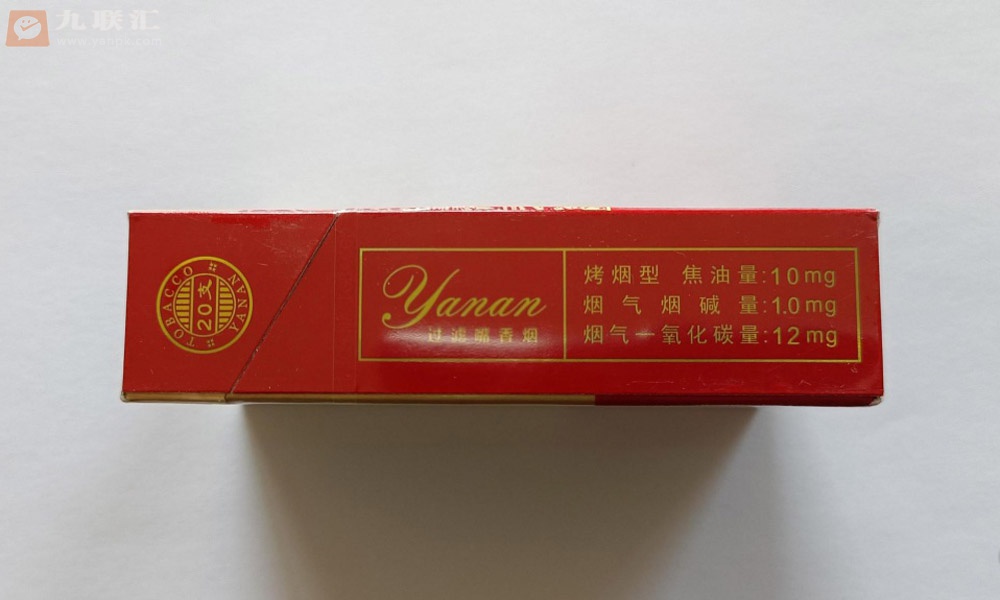 九联汇
TOBACCO
20支
YANAN
Yanan
过滤嘴香烟
烤烟型 焦油量:10mg
烟气烟碱量:1.0mg
烟气一氧化碳量:12mg